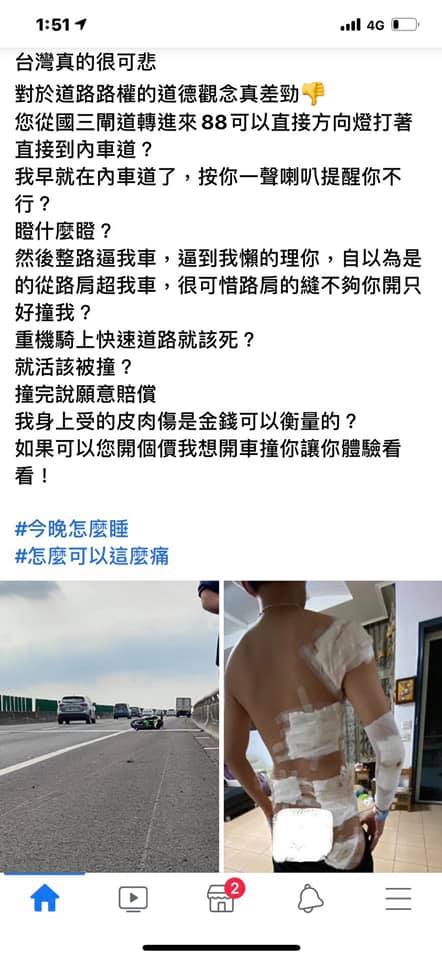 1:51
4G
台灣真的很可悲
對於道路路權的道德觀念真差勁👎
您從國三閘道轉進來88可以直接方向燈打著
直接到內車道？
我早就在內車道了，按你一聲喇叭提醒你不
行？
瞪什麼瞪？
然後整路逼我車，逼到我懶的理你，自以為是
的從路肩超我車，很可惜路肩的縫不夠你開只
好撞我？
重機騎上快速道路就該死？
就活該被撞？
撞完說願意賠償
我身上受的皮肉傷是金錢可以衡量的？
如果可以您開個價我想開車撞你讓你體驗看
看！
#今晚怎麼睡
#怎麼可以這麼痛
2